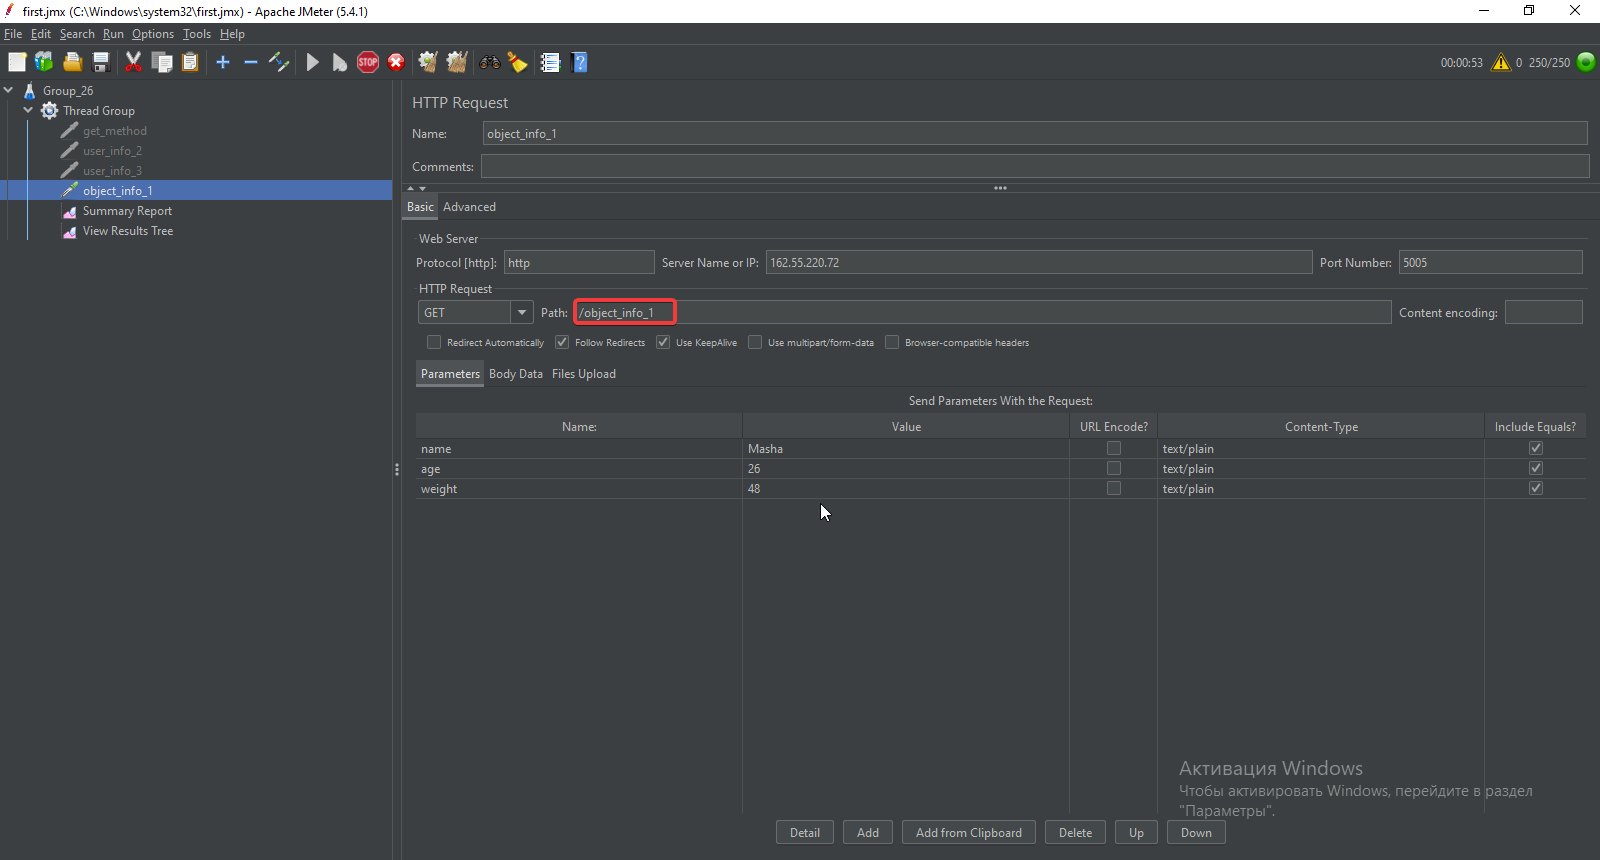 first.jmx (C:\Windows\system32\first.jmx) - Apache JMeter (5.4.1)
File Edit Search Run Options Tools Help
STOP
00:00:53 0 250/250
Group_26
Thread Group
get_method
user_info_2
user_info_3
object_info_1
Summary Report
View Results Tree
HTTP Request
Name: object_info_1
Comments:
Basic Advanced
Web Server
Protocol [http]: http Server Name or IP: 162.55.220.72 Port Number: 5005
HTTP Request
GET Path: /object_info_1 Content encoding:
Redirect Automatically Follow Redirects Use KeepAlive Use multipart/form-data Browser-compatible headers
Parameters Body Data Files Upload
Send Parameters With the Request:
Name: Value URL Encode? Content-Type Include Equals?
name Masha text/plain
age 26 text/plain
weight 48 text/plain
Активация Windows
Чтобы активировать Windows, перейдите в раздел
"Параметры".
Detail Add Add from Clipboard Delete Up Down